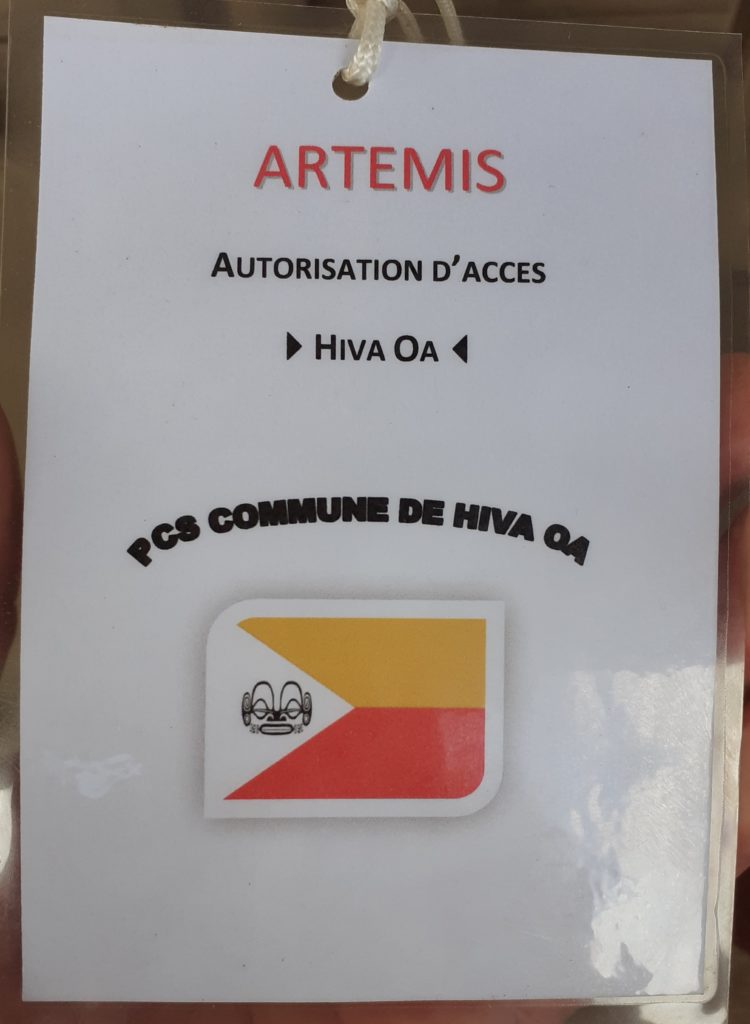 ARTEMIS
AUTORISATION D'ACCES
HIVA OA
PCS COMMUNE DE HIVA OA